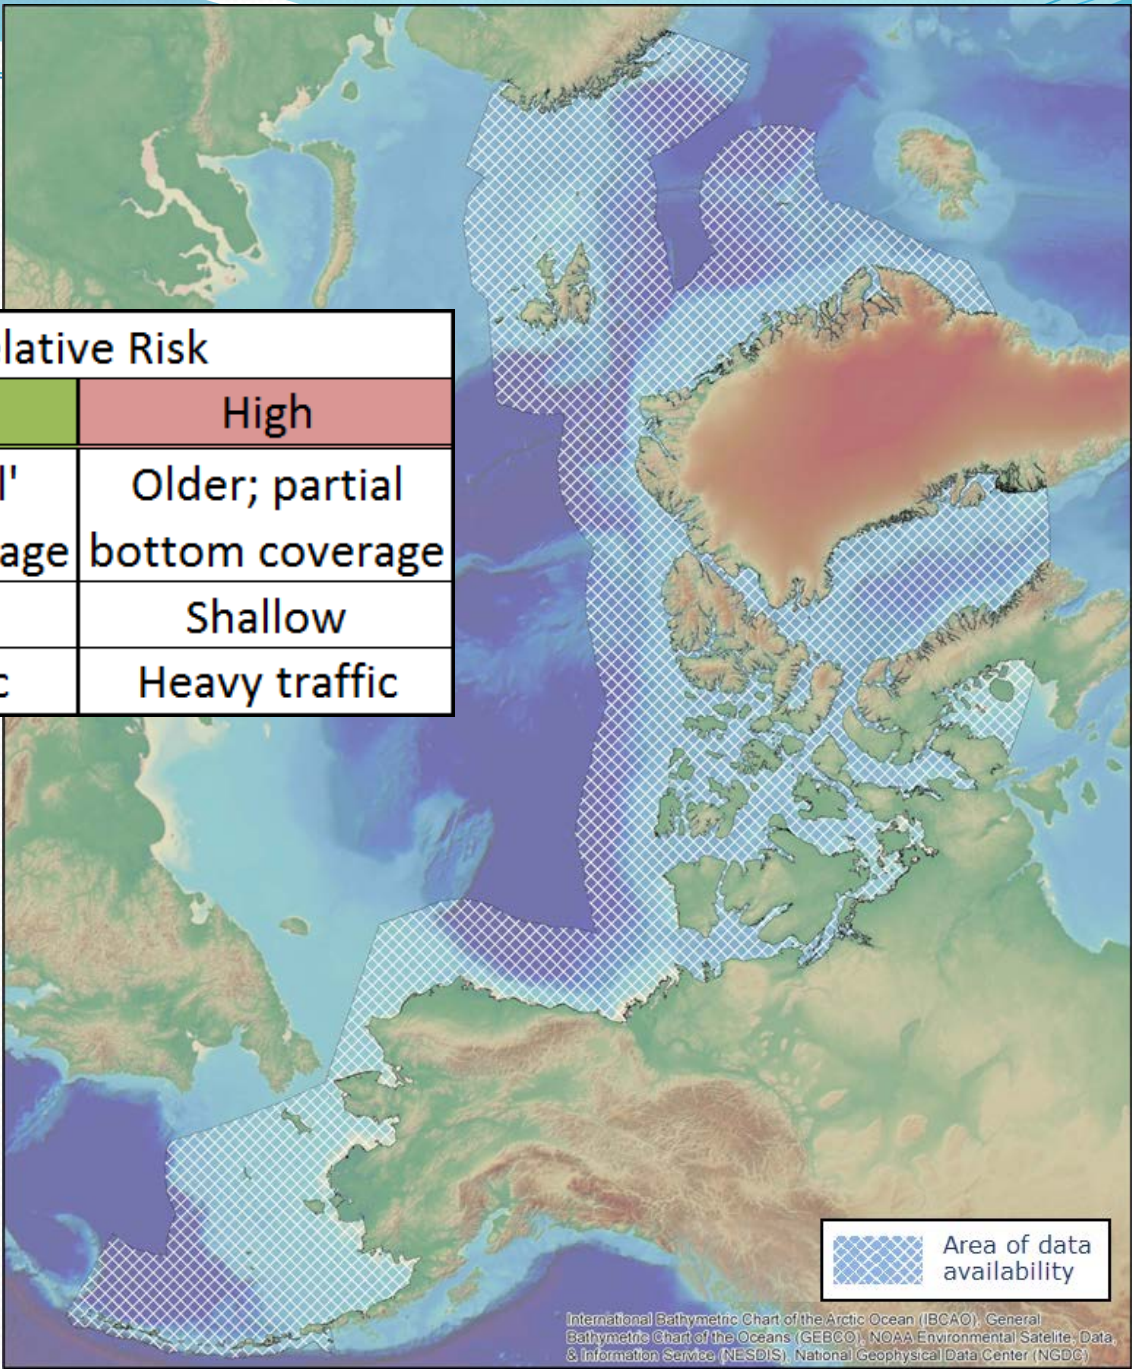 lative Risk
High
l' Older; partial
age bottom coverage
Shallow
c Heavy traffic
Area of data
availability
International Bathymetric Chart of the Arctic Ocean (IBCAO), General
Bathymetric Chart of the Oceans (GEBCO), NOAA Environmental Satelite, Data,
& Information Service (NESDIS), National Geophysical Data Center (NGDC)